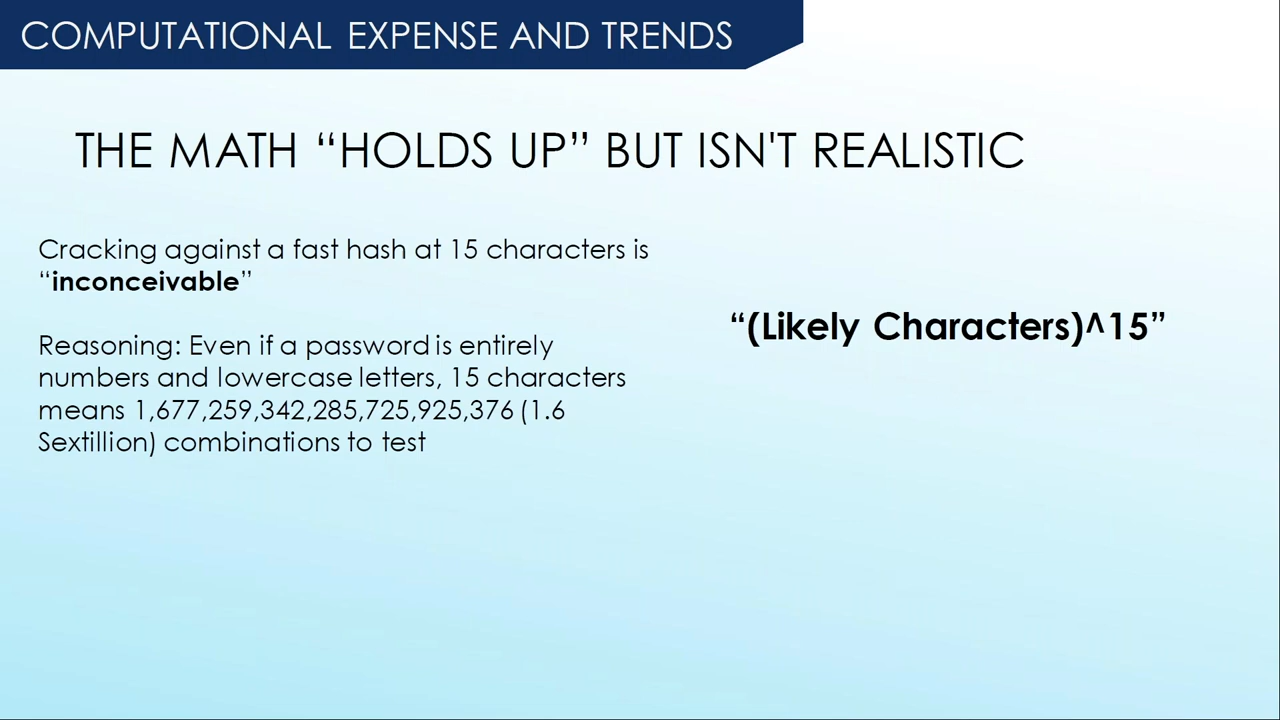 COMPUTATIONAL EXPENSE AND TRENDS
THE MATH “HOLDS UP” BUT ISN'T REALISTIC
Cracking against a fast hash at 15 characters is
“inconceivable”
Reasoning: Even if a password is entirely
numbers and lowercase letters, 15 characters
means 1,677,259,342,285,725,925,376 (1.6
Sextillion) combinations to test
“(Likely Characters)^15”